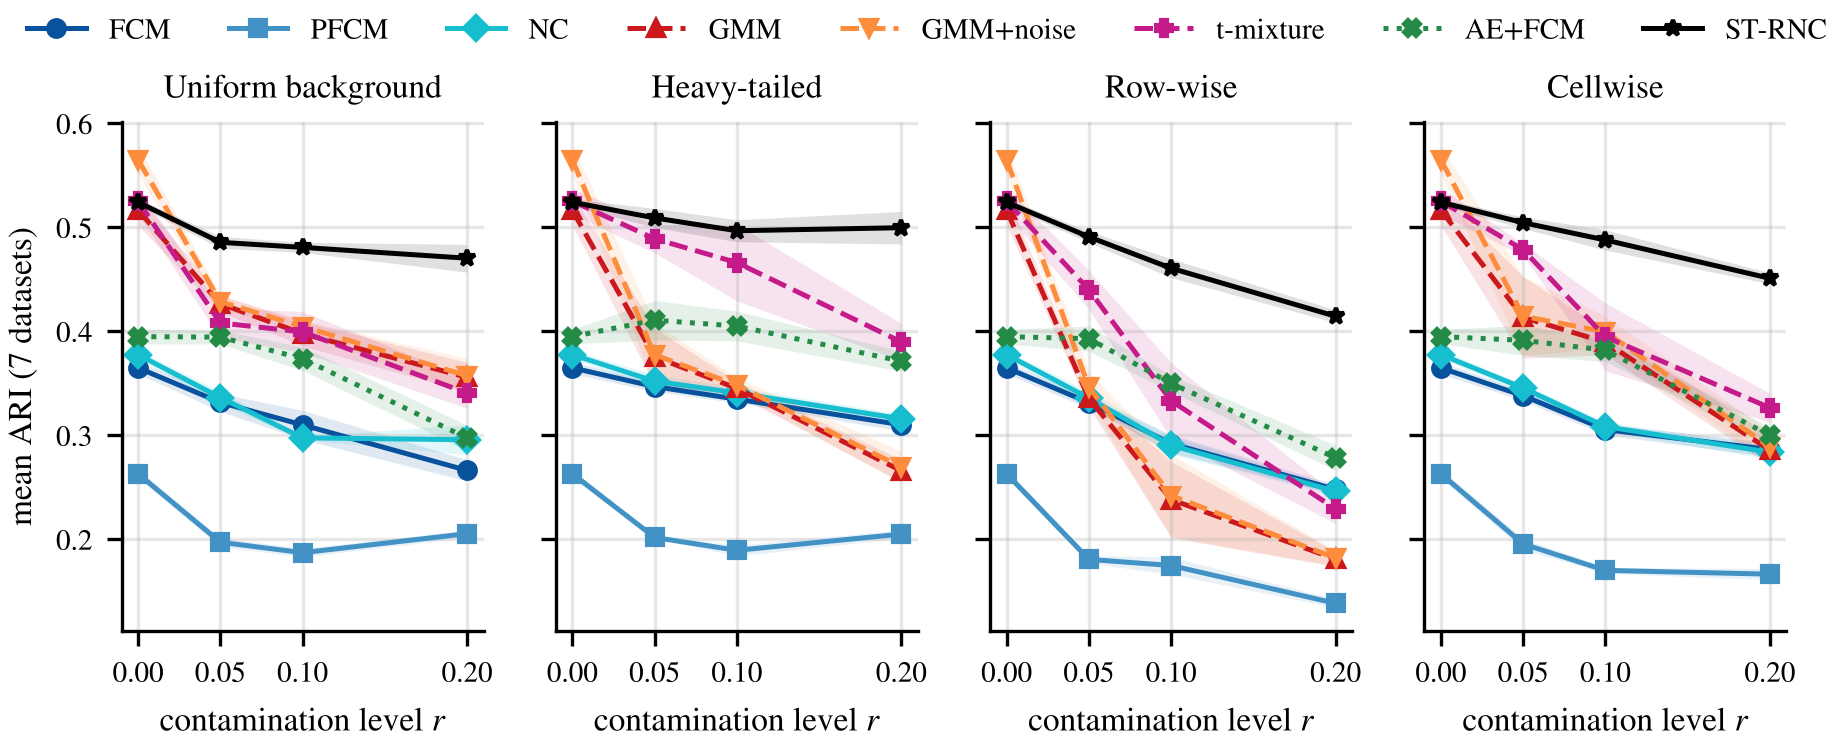 FCM PFCM NC GMM GMM+noise t-mixture AE+FCM ST-RNC
Uniform background Heavy-tailed Row-wise Cellwise
mean ARI (7 datasets)
0.6
0.5
0.4
0.3
0.2
0.00 0.05 0.10 0.20 0.00 0.05 0.10 0.20 0.00 0.05 0.10 0.20 0.00 0.05 0.10 0.20
contamination level r contamination level r contamination level r contamination level r